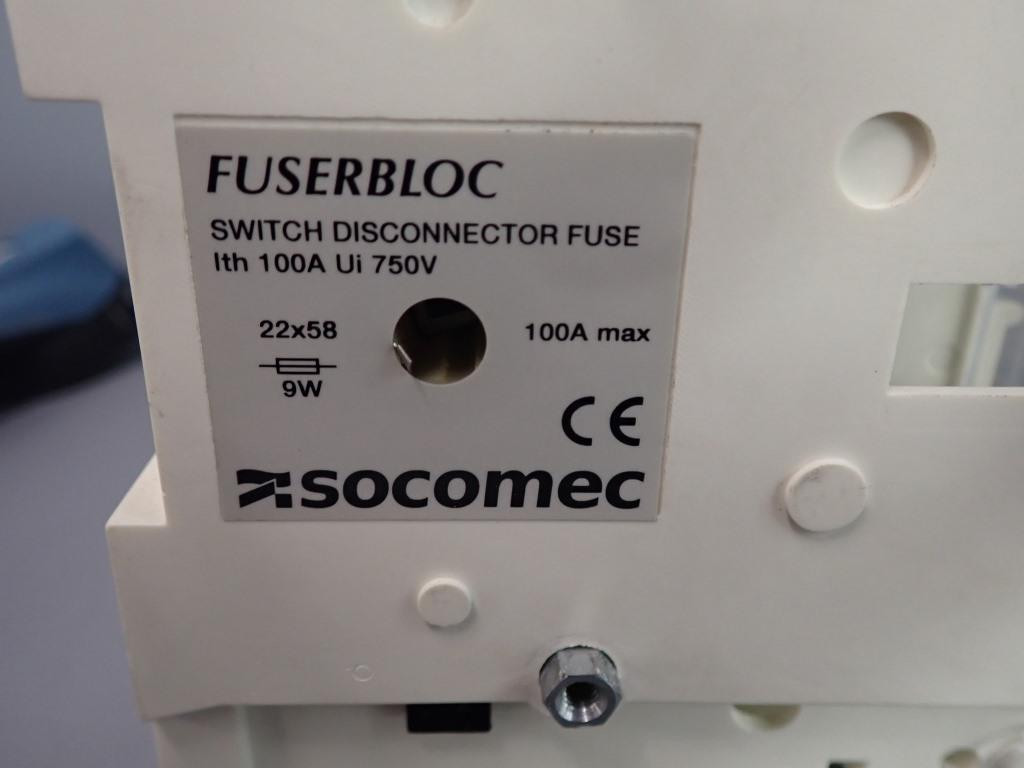 FUSERBLOC
SWITCH DISCONNECTOR FUSE
Ith 100A Ui 750V
22x58
100A max
9W
CE
socomec